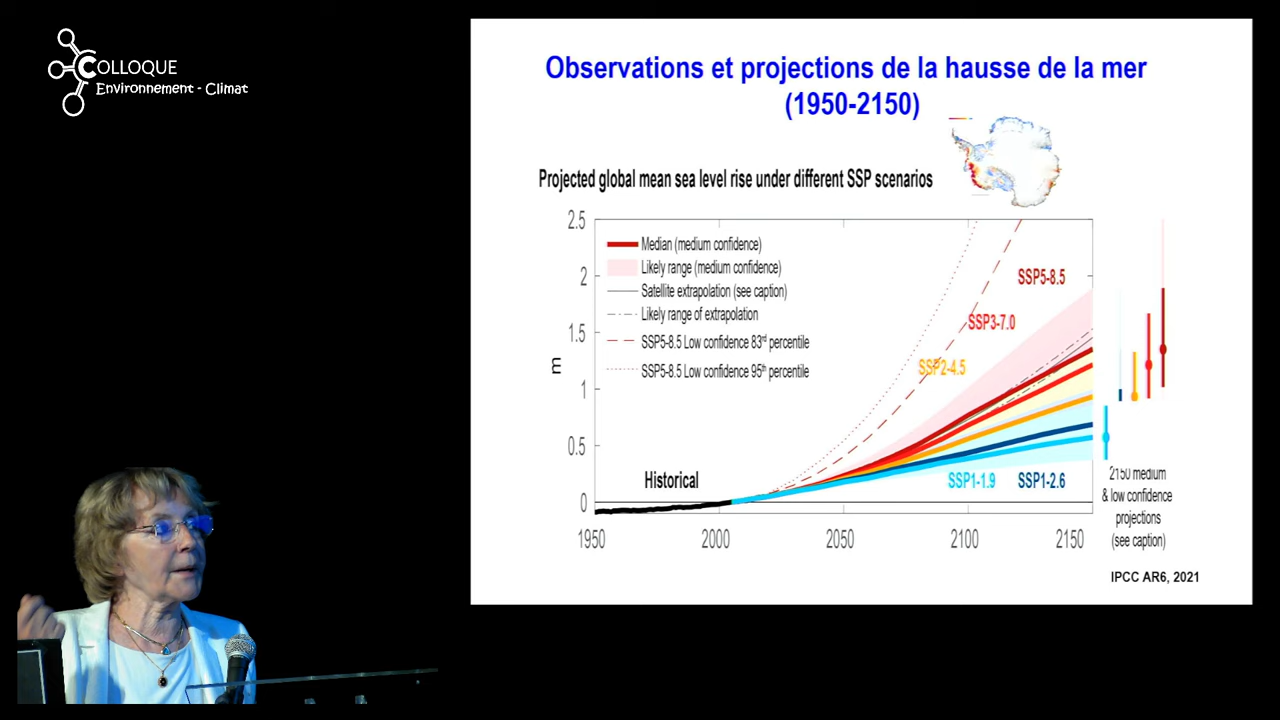 COLLOQUE
Environnement - Climat
Observations et projections de la hausse de la mer
(1950-2150)
Projected global mean sea level rise under different SSP scenarios
2.5
2
1.5
1
0.5
0
m
Median (medium confidence)
Likely range (medium confidence)
Satellite extrapolation (see caption)
Likely range of extrapolation
SSP5-8.5 Low confidence 83rd percentile
SSP5-8.5 Low confidence 95th percentile
SSP5-8.5
SSP3-7.0
SSP2-4.5
Historical
SSP1-1.9
SSP1-2.6
1950
2000
2050
2100
2150
2150 medium
& low confidence
projections
(see caption)
IPCC AR6, 2021